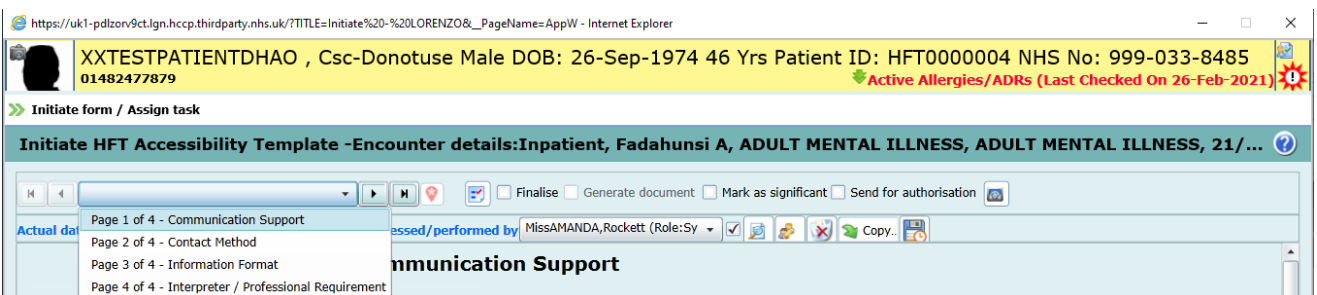 https://uk1-pdlzorv9ct.lgn.hccp.thirdparty.nhs.uk/?TITLE=Initiate%20-%20LORENZO&__PageName=AppW - Internet Explorer
XXTESTPATIENTDHAO , Csc-Donotuse Male DOB: 26-Sep-1974 46 Yrs Patient ID: HFT0000004 NHS No: 999-033-8485
01482477879
Active Allergies/ADRs (Last Checked On 26-Feb-2021)
Initiate form / Assign task
Initiate HFT Accessibility Template -Encounter details:Inpatient, Fadahunsi A, ADULT MENTAL ILLNESS, ADULT MENTAL ILLNESS, 21/...
Finalise Generate document Mark as significant Send for authorisation
Page 1 of 4 - Communication Support
Actual dat essed/performed by MissAMANDA,Rockett (Role:Sy Copy..
Page 2 of 4 - Contact Method
Page 3 of 4 - Information Format
mmunication Support
Page 4 of 4 - Interpreter / Professional Requirement